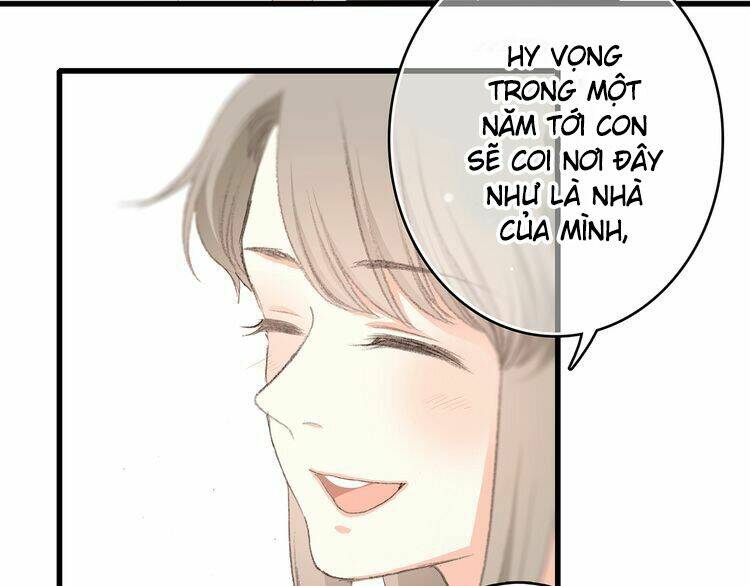 HY VỌNG
TRONG MỘT
NĂM TỚI CON
SẼ COI NƠI ĐÂY
NHƯ LÀ NHÀ
CỦA MÌNH,